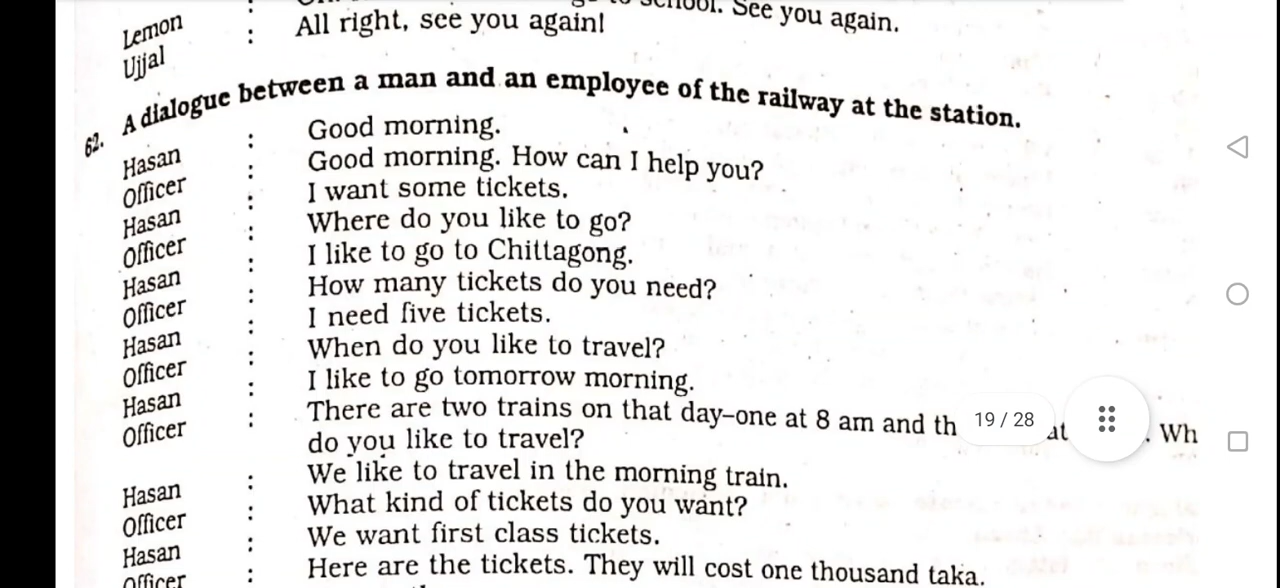 Lemon : to school. See you again.
Ujjal : All right, see you again!
62. A dialogue between a man and an employee of the railway at the station.
Hasan : Good morning.
Officer : Good morning. How can I help you?
Hasan : I want some tickets.
Officer : Where do you like to go?
Hasan : I like to go to Chittagong.
Officer : How many tickets do you need?
Hasan : I need five tickets.
Officer : When do you like to travel?
Hasan : I like to go tomorrow morning.
Officer : There are two trains on that day–one at 8 am and th at . Wh
do you like to travel?
Hasan : We like to travel in the morning train.
Officer : What kind of tickets do you want?
Hasan : We want first class tickets.
Officer : Here are the tickets. They will cost one thousand taka.
19 / 28